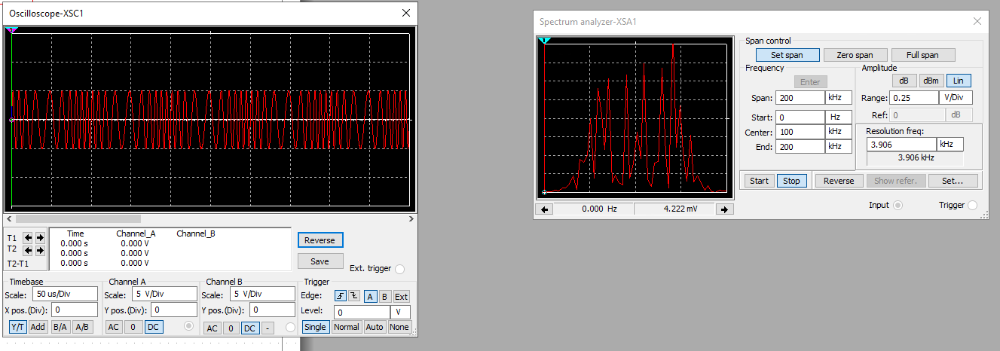 Oscilloscope-XSC1
Time Channel_A Channel_B
T1 0.000 s 0.000 V
T2 0.000 s 0.000 V
T2-T1 0.000 s 0.000 V
Reverse
Save
Ext. trigger
Timebase
Scale: 50 us/Div
X pos.(Div): 0
Y/T Add B/A A/B
Channel A
Scale: 5 V/Div
Y pos.(Div): 0
AC 0 DC
Channel B
Scale: 5 V/Div
Y pos.(Div): 0
AC 0 DC -
Trigger
Edge: A B Ext
Level: 0 V
Single Normal Auto None
Spectrum analyzer-XSA1
1
0.000 Hz 4.222 mV
Span control
Set span Zero span Full span
Frequency
Enter
Span: 200 kHz
Start: 0 Hz
Center: 100 kHz
End: 200 kHz
Amplitude
dB dBm Lin
Range: 0.25 V/Div
Ref: 0 dB
Resolution freq:
3.906 kHz
3.906 kHz
Start Stop Reverse Show refer. Set...
Input Trigger